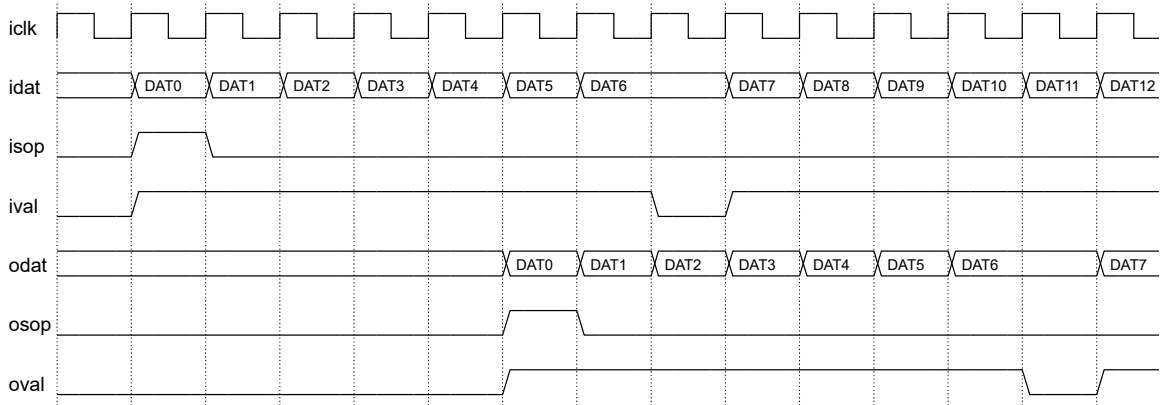 iclk
idat DAT0 DAT1 DAT2 DAT3 DAT4 DAT5 DAT6 DAT7 DAT8 DAT9 DAT10 DAT11 DAT12
isop
ival
odat DAT0 DAT1 DAT2 DAT3 DAT4 DAT5 DAT6 DAT7
osop
oval